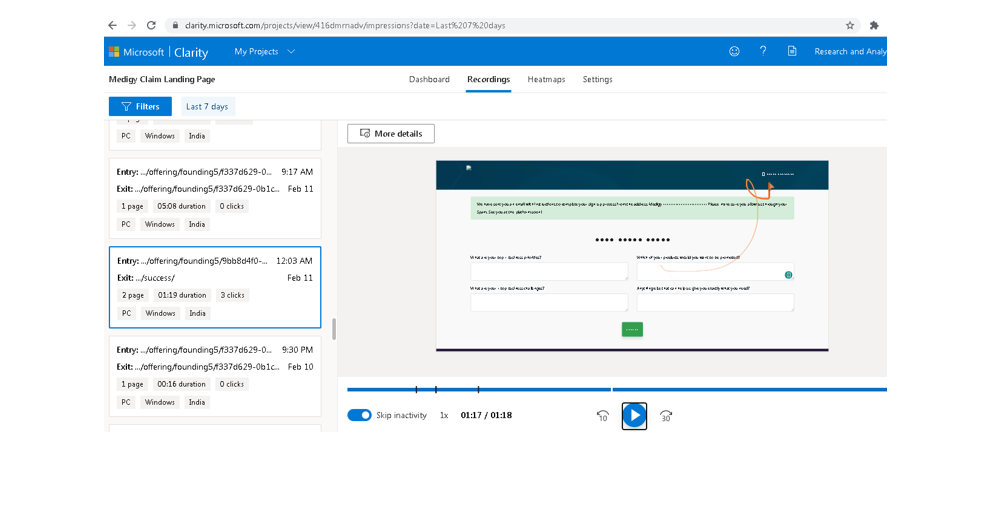 clarity.microsoft.com/projects/view/416dmrnadv/impressions?date=Last%207%20days
Microsoft | Clarity My Projects Research and Analy
Medigy Claim Landing Page Dashboard Recordings Heatmaps Settings
Filters Last 7 days
PC Windows India
More details
Entry: .../offering/founding5/f337d629-0... 9:17 AM
Exit: .../offering/founding5/f337d629-0b1c... Feb 11
1 page 05:08 duration 0 clicks
PC Windows India
Entry: .../offering/founding5/9bb8d4f0-... 12:03 AM
Exit: .../success/ Feb 11
2 page 01:19 duration 3 clicks
PC Windows India
Entry: .../offering/founding5/f337d629-0... 9:30 PM
Exit: .../offering/founding5/f337d629-0b1c... Feb 10
1 page 00:16 duration 0 clicks
PC Windows India
Skip inactivity 1x 01:17 / 01:18 10 30